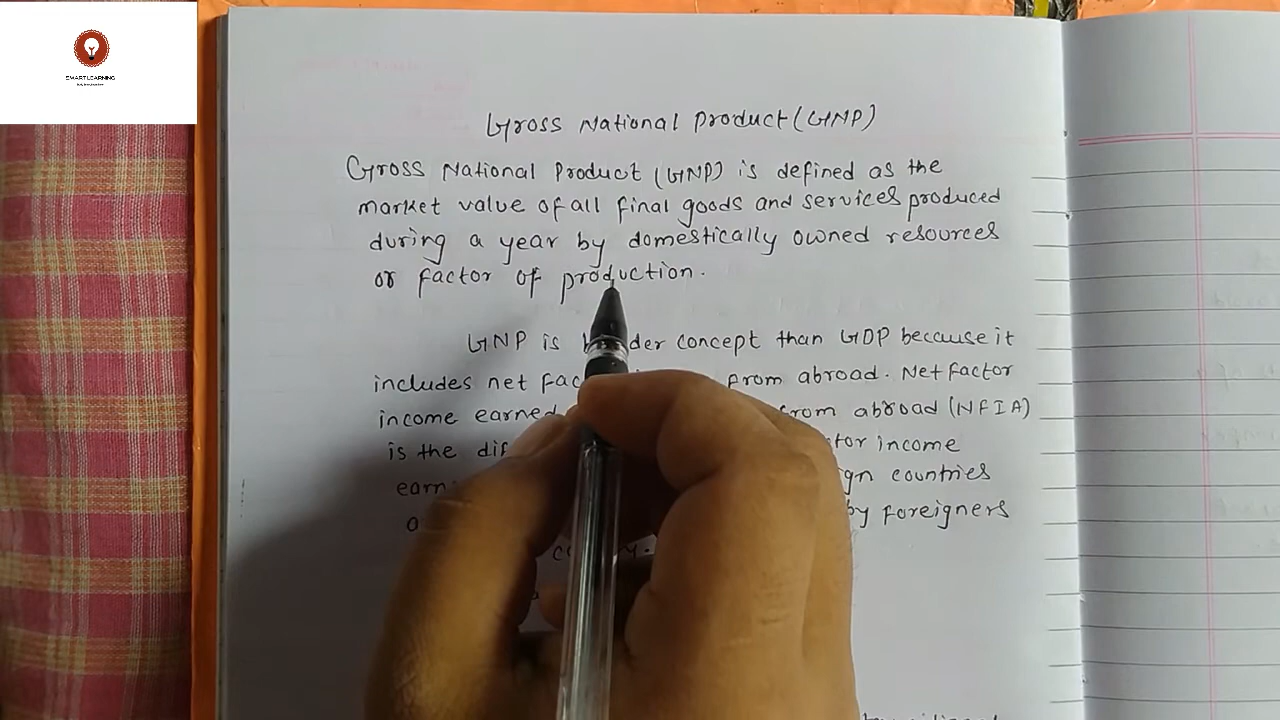 SMART LEARNING
Gross National Product (GNP)
Gross National Product (GNP) is defined as the
market value of all final goods and services produced
during a year by domestically owned resources
or factor of production.
GNP is der concept than GDP because it
includes net fac from abroad. Net factor
income earned from abroad (NFIA)
is the dif tor income
earn gn countries
by foreigners